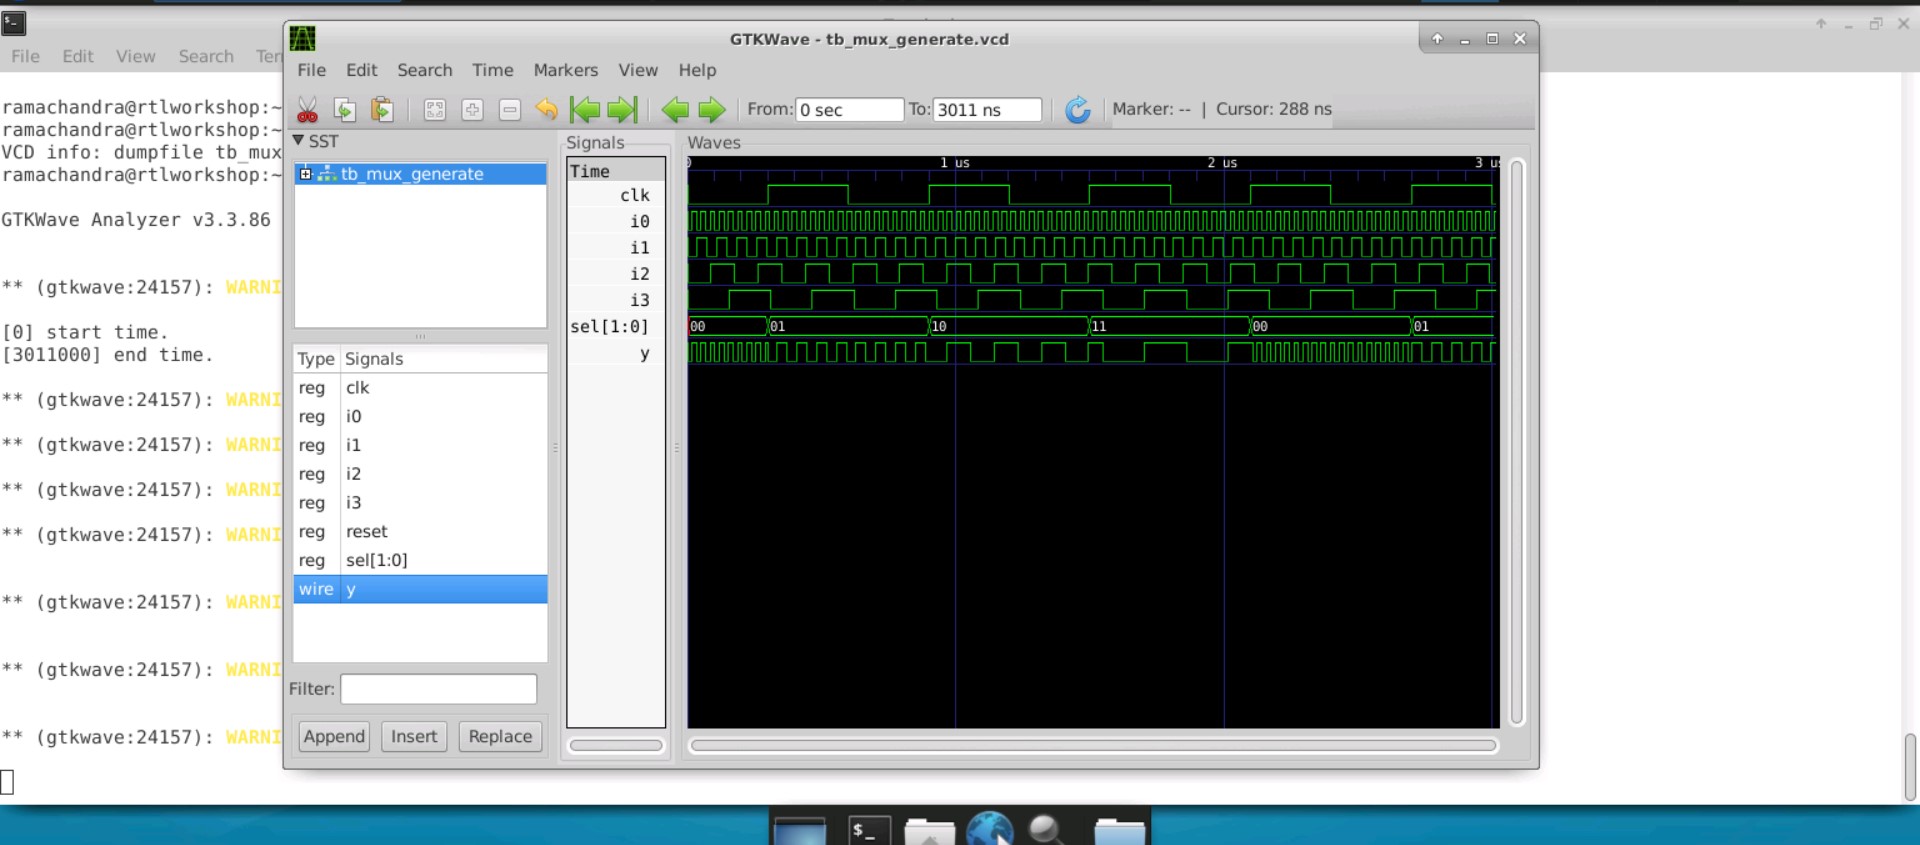 GTKWave - tb_mux_generate.vcd
File Edit View Search
ramachandra@rtlworkshop:~
ramachandra@rtlworkshop:~
VCD info: dumpfile tb_mux
ramachandra@rtlworkshop:~
GTKWave Analyzer v3.3.86
** (gtkwave:24157): WARNI
[0] start time.
[3011000] end time.
** (gtkwave:24157): WARNI
** (gtkwave:24157): WARNI
** (gtkwave:24157): WARNI
** (gtkwave:24157): WARNI
** (gtkwave:24157): WARNI
** (gtkwave:24157): WARNI
** (gtkwave:24157): WARNI
File Edit Search Time Markers View Help
From: 0 sec To: 3011 ns Marker: -- | Cursor: 288 ns
SST
tb_mux_generate
Type Signals
reg clk
reg i0
reg i1
reg i2
reg i3
reg reset
reg sel[1:0]
wire y
Filter:
Append Insert Replace
Signals
Time
clk
i0
i1
i2
i3
sel[1:0]
y
Waves
0 1 us 2 us 3 us
00 01 10 11 00 01
$_